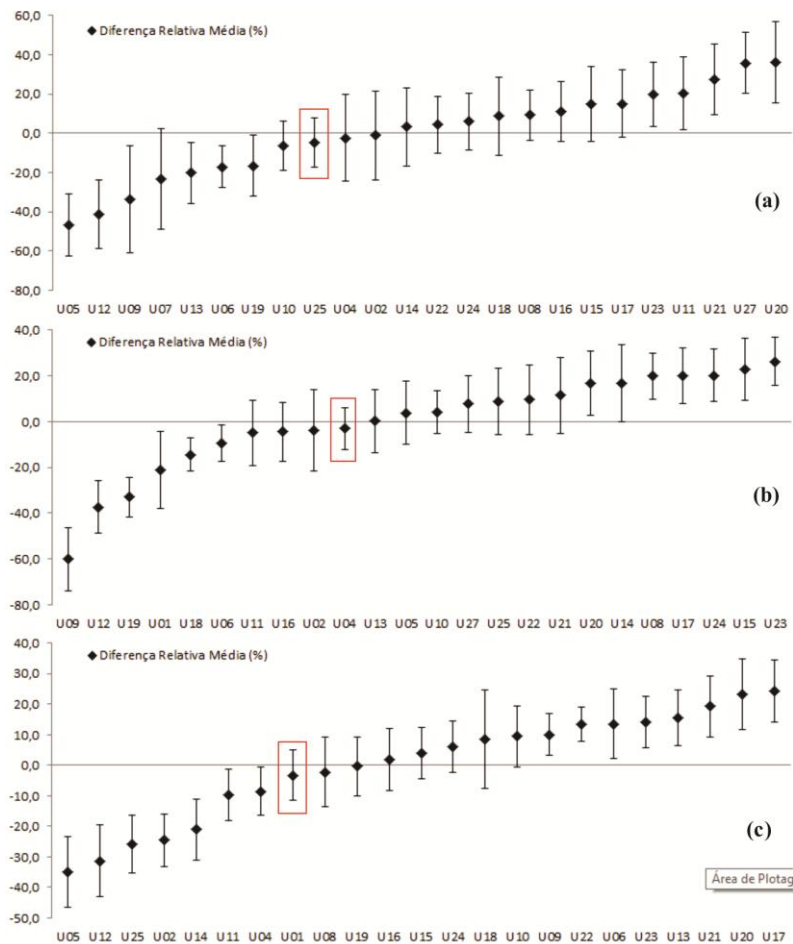 60,0
◆ Diferença Relativa Média (%)
40,0
20,0
0,0
-20,0
-40,0
-60,0
-80,0
(a)
U05 U12 U09 U07 U13 U06 U19 U10 U25 U04 U02 U14 U22 U24 U18 U08 U16 U15 U17 U23 U11 U21 U27 U20
40,0
◆ Diferença Relativa Média (%)
20,0
0,0
-20,0
-40,0
-60,0
-80,0
(b)
U09 U12 U19 U01 U18 U06 U11 U16 U02 U04 U13 U05 U10 U27 U25 U22 U21 U20 U14 U08 U17 U24 U15 U23
40,0
◆ Diferença Relativa Média (%)
30,0
20,0
10,0
0,0
-10,0
-20,0
-30,0
-40,0
-50,0
(c)
Área de Plotag
U05 U12 U25 U02 U14 U11 U04 U01 U08 U19 U16 U15 U24 U18 U10 U09 U22 U06 U23 U13 U21 U20 U17